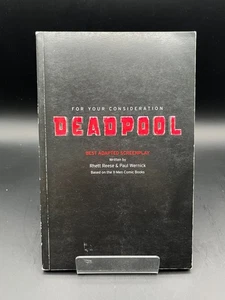 FOR YOUR CONSIDERATION
DEADPOOL
BEST ADAPTED SCREENPLAY
Written by
Rhett Reese & Paul Wernick
Based on the X-Men Comic Books